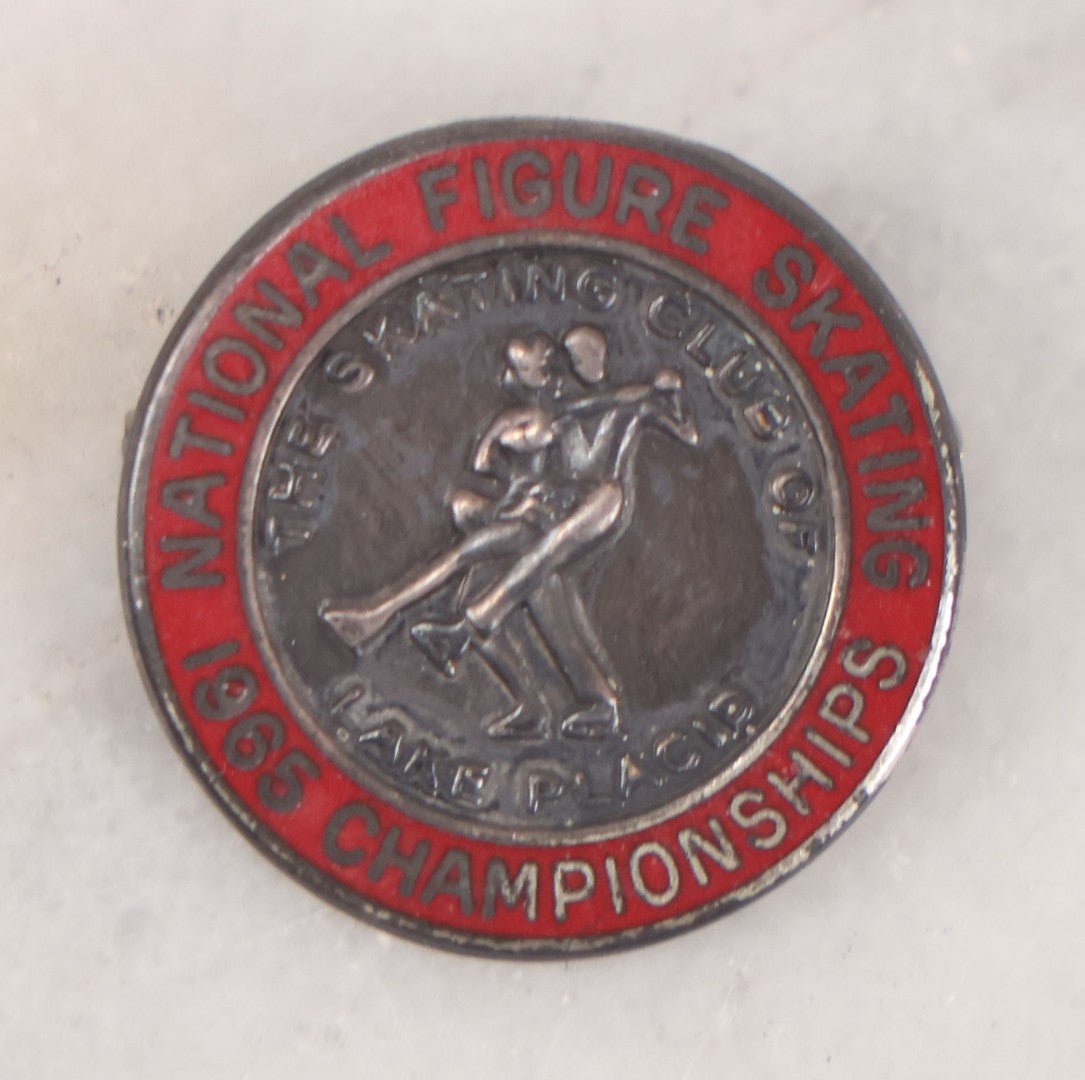 NATIONAL FIGURE SKATING
1965 CHAMPIONSHIPS
THE SKATING CLUB OF
LAKE PLACID